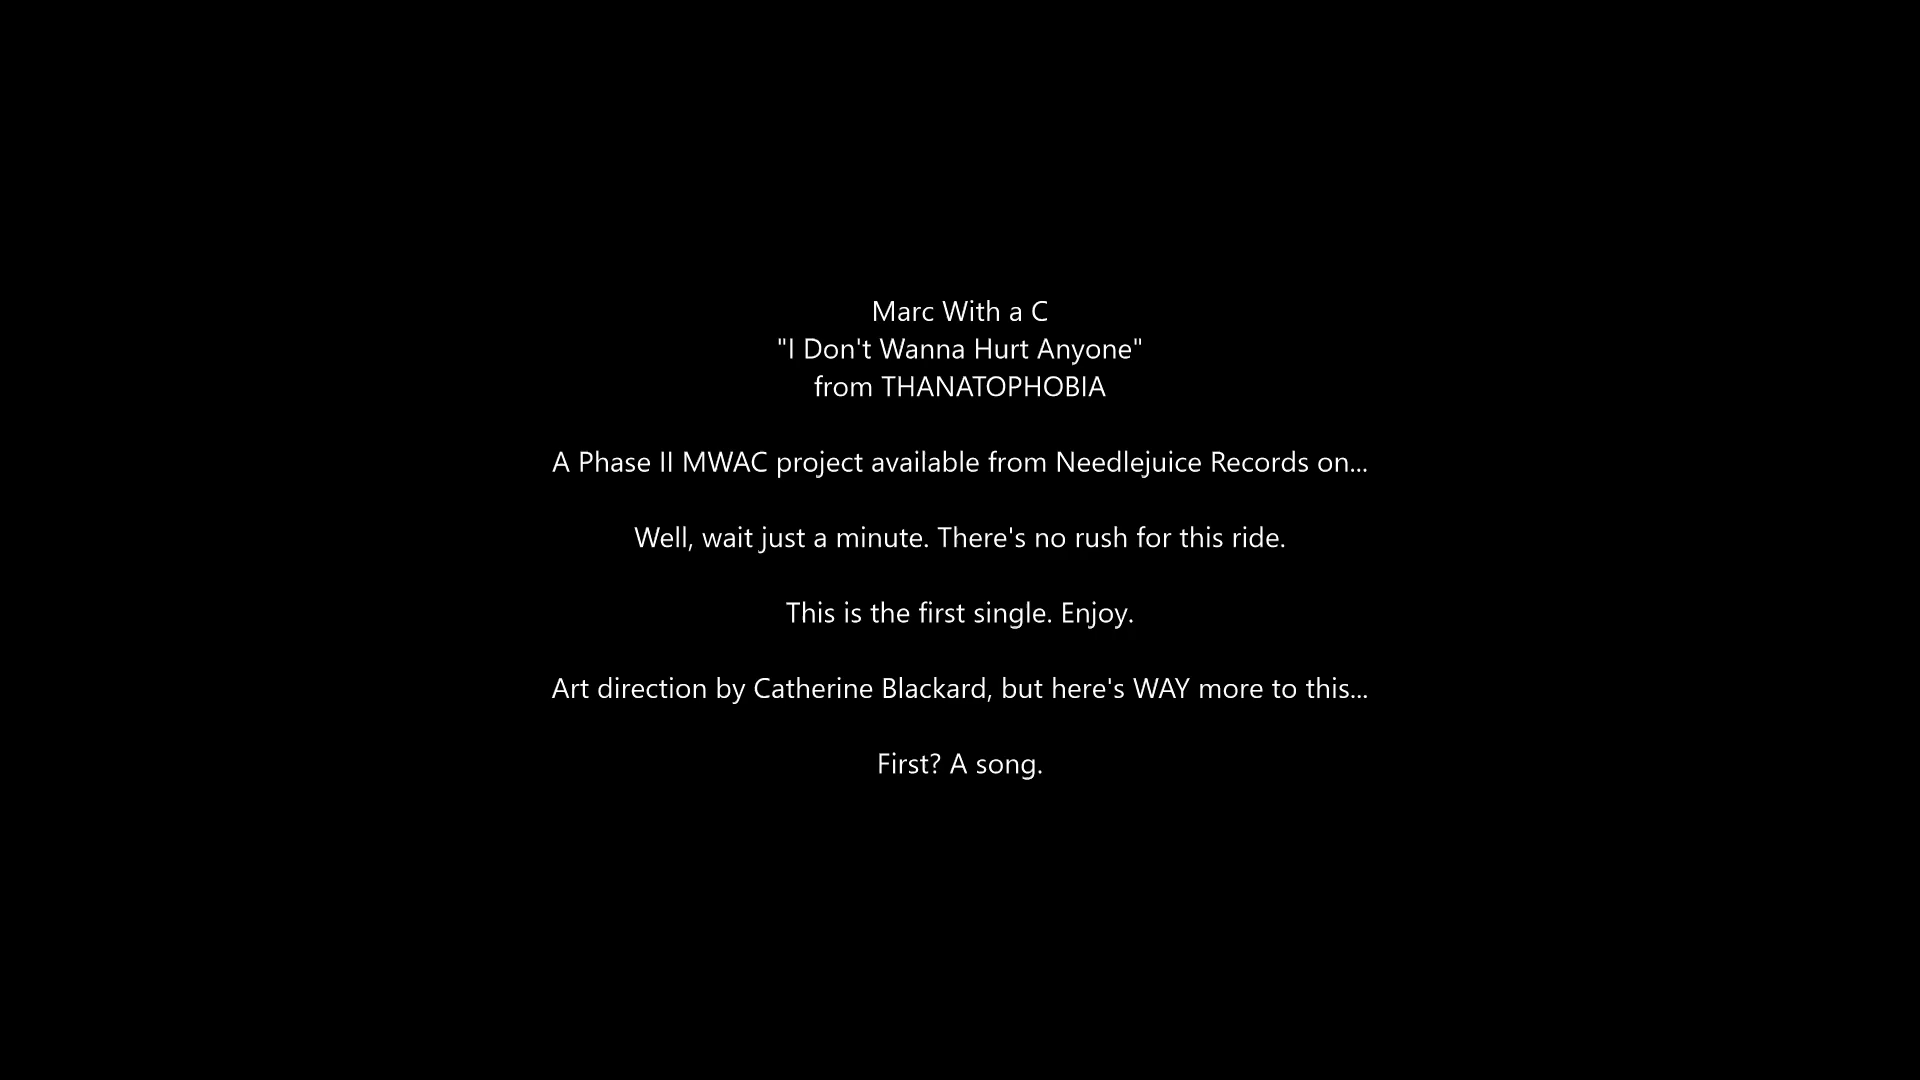 Marc With a C
"I Don't Wanna Hurt Anyone"
from THANATOPHOBIA
A Phase II MWAC project available from Needlejuice Records on...
Well, wait just a minute. There's no rush for this ride.
This is the first single. Enjoy.
Art direction by Catherine Blackard, but here's WAY more to this...
First? A song.